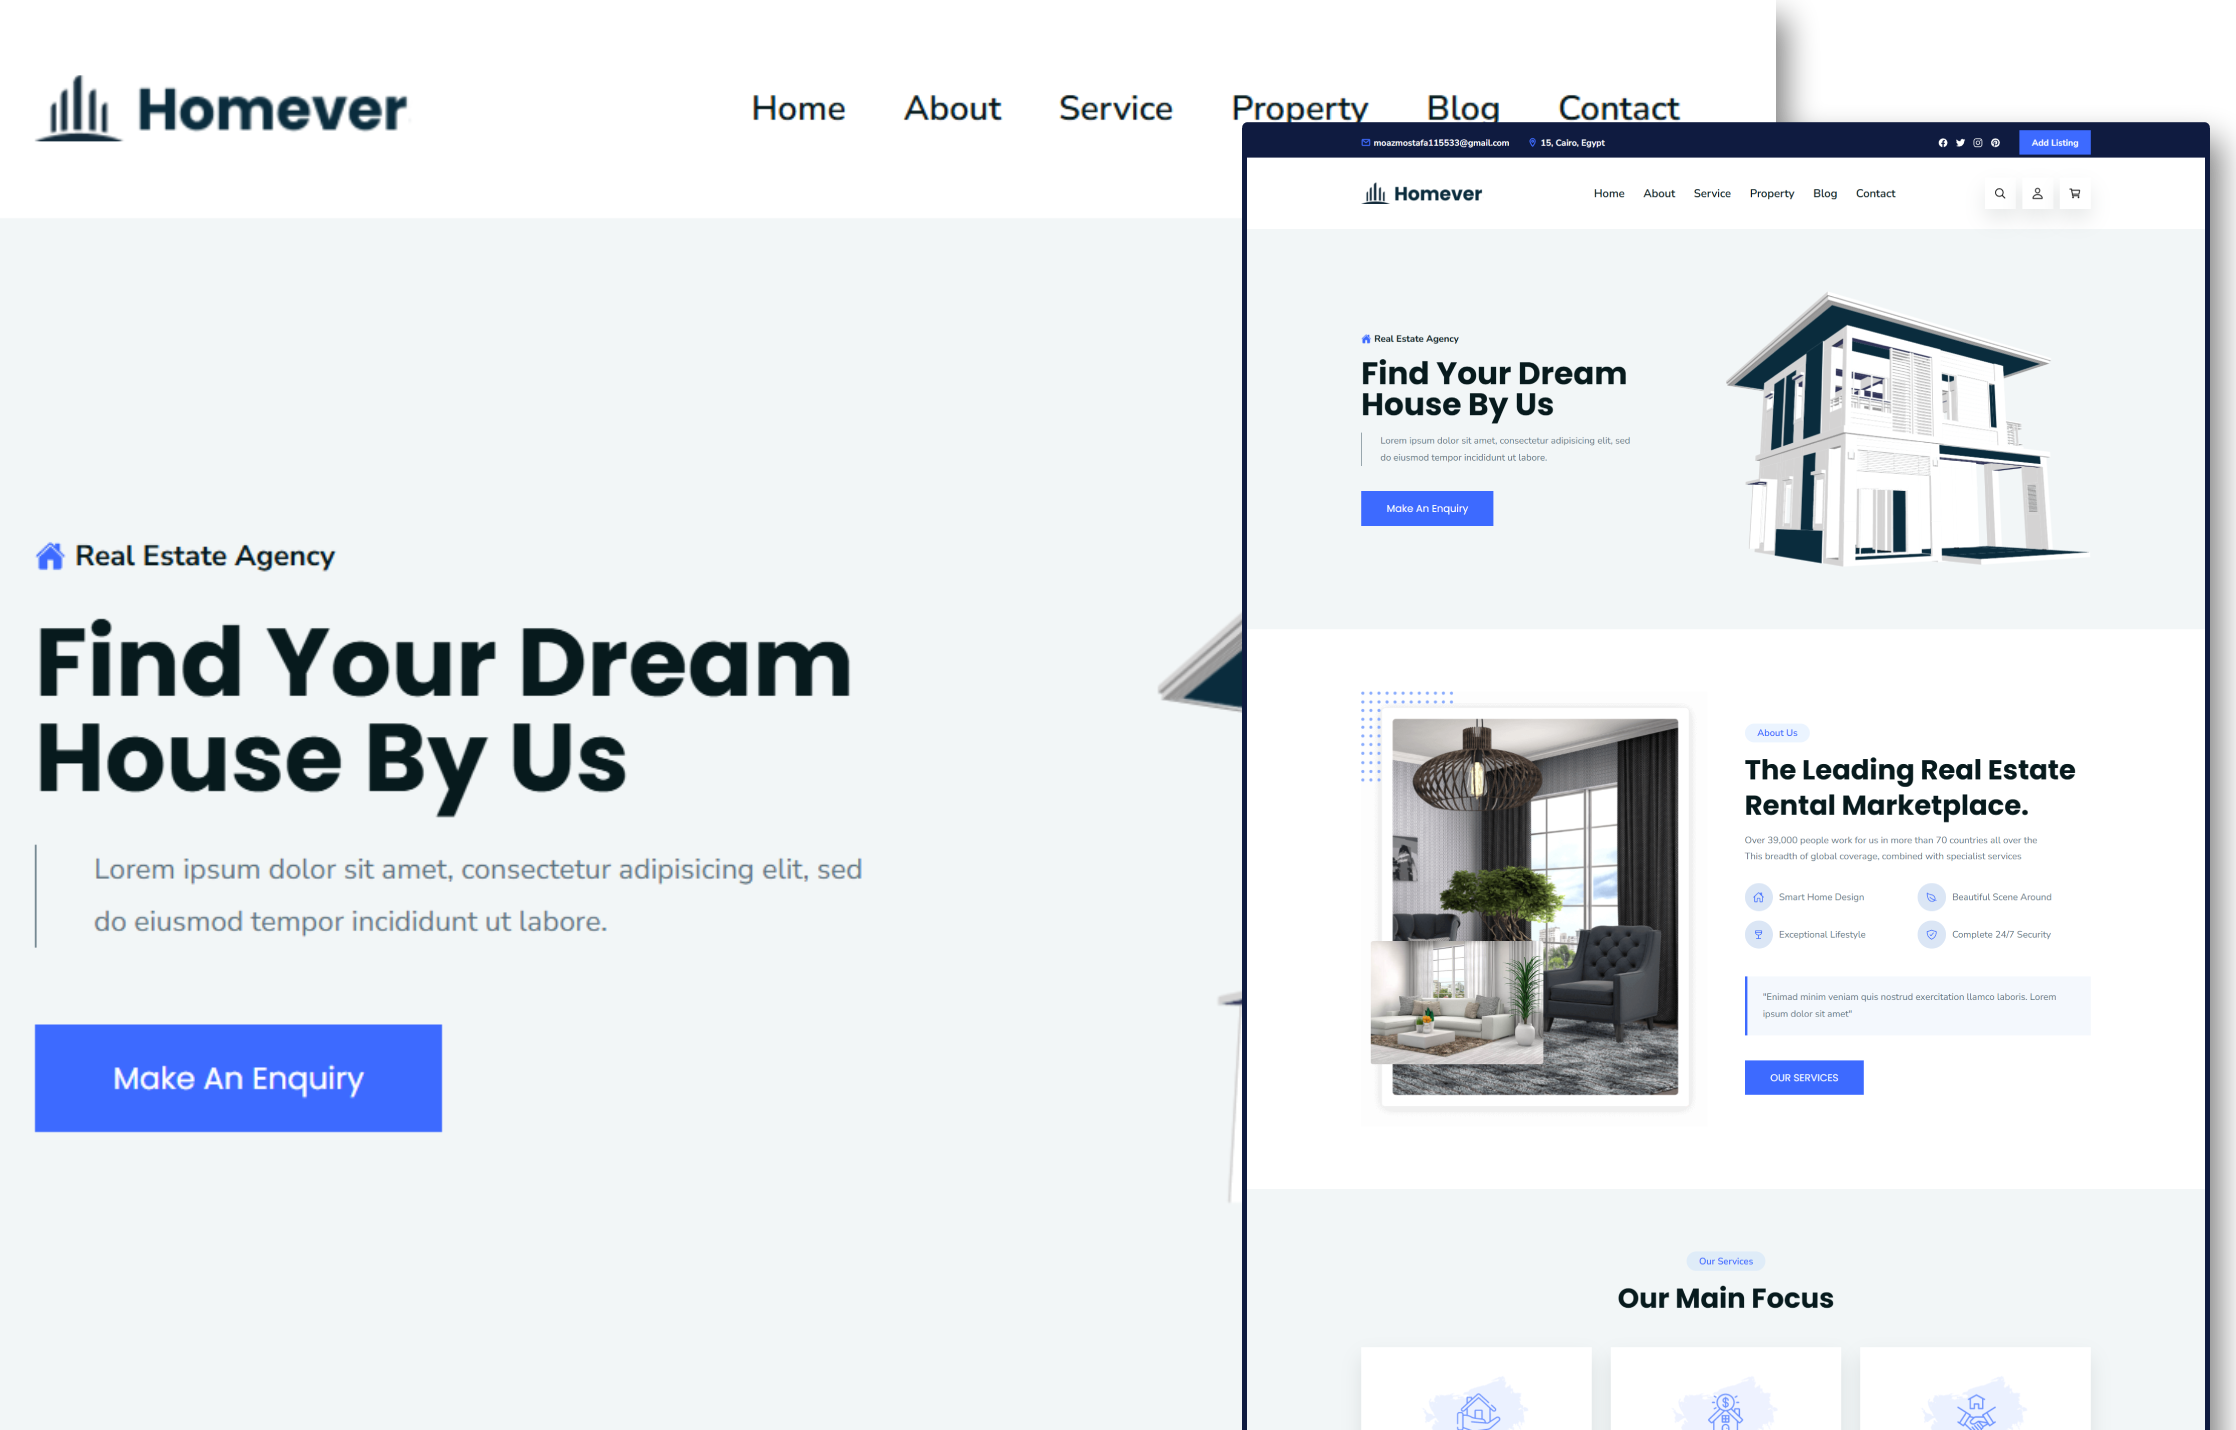 Homever
Home About Service Property Blog Contact
Real Estate Agency
Find Your Dream
House By Us
Lorem ipsum dolor sit amet, consectetur adipisicing elit, sed
do eiusmod tempor incididunt ut labore.
Make An Enquiry
moazmostafa115533@gmail.com 15, Cairo, Egypt Add Listing
Homever Home About Service Property Blog Contact
Real Estate Agency
Find Your Dream
House By Us
Lorem ipsum dolor sit amet, consectetur adipisicing elit, sed
do eiusmod tempor incididunt ut labore.
Make An Enquiry
About Us
The Leading Real Estate
Rental Marketplace.
Over 39,000 people work for us in more than 70 countries all over the
This breadth of global coverage, combined with specialist services
Smart Home Design Beautiful Scene Around
Exceptional Lifestyle Complete 24/7 Security
"Enimad minim veniam quis nostrud exercitation llamco laboris. Lorem
ipsum dolor sit amet"
OUR SERVICES
Our Services
Our Main Focus